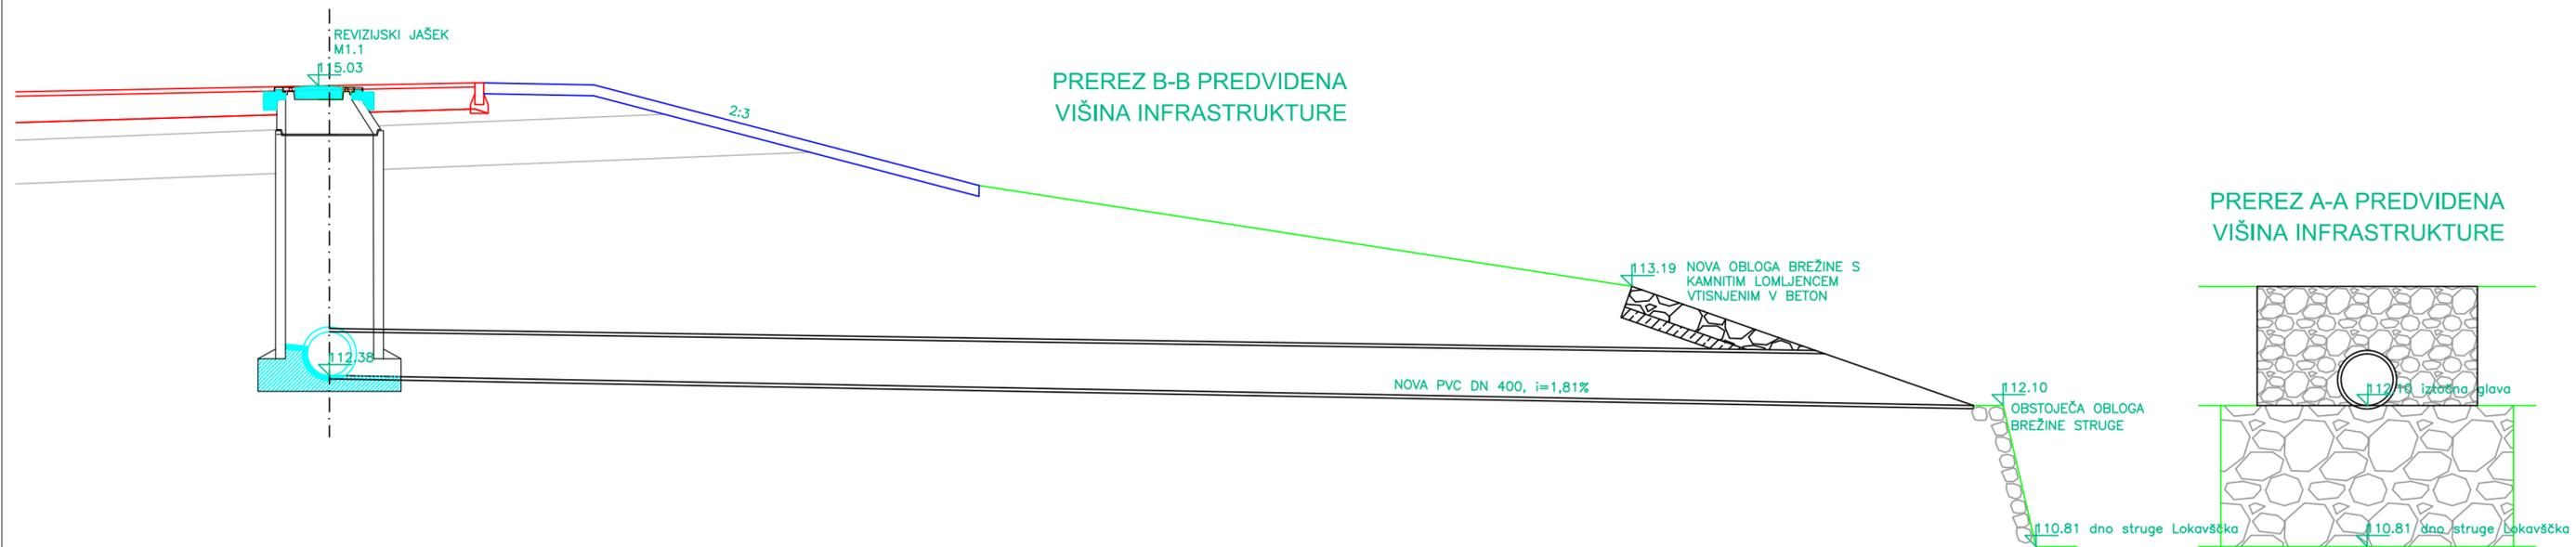 REVIZIJSKI JAŠEK
M1.1
115.03
2:3
PREREZ B-B PREDVIDENA
VIŠINA INFRASTRUKTURE
113.19 NOVA OBLOGA BREŽINE S
KAMNITIM LOMLJENCEM
VTISNJENIM V BETON
112.38
NOVA PVC DN 400, i=1,81%
112.10
OBSTOJEČA OBLOGA
BREŽINE STRUGE
110.81 dno struge Lokavščka
PREREZ A-A PREDVIDENA
VIŠINA INFRASTRUKTURE
112.10 iztočna glava
110.81 dno struge Lokavščka